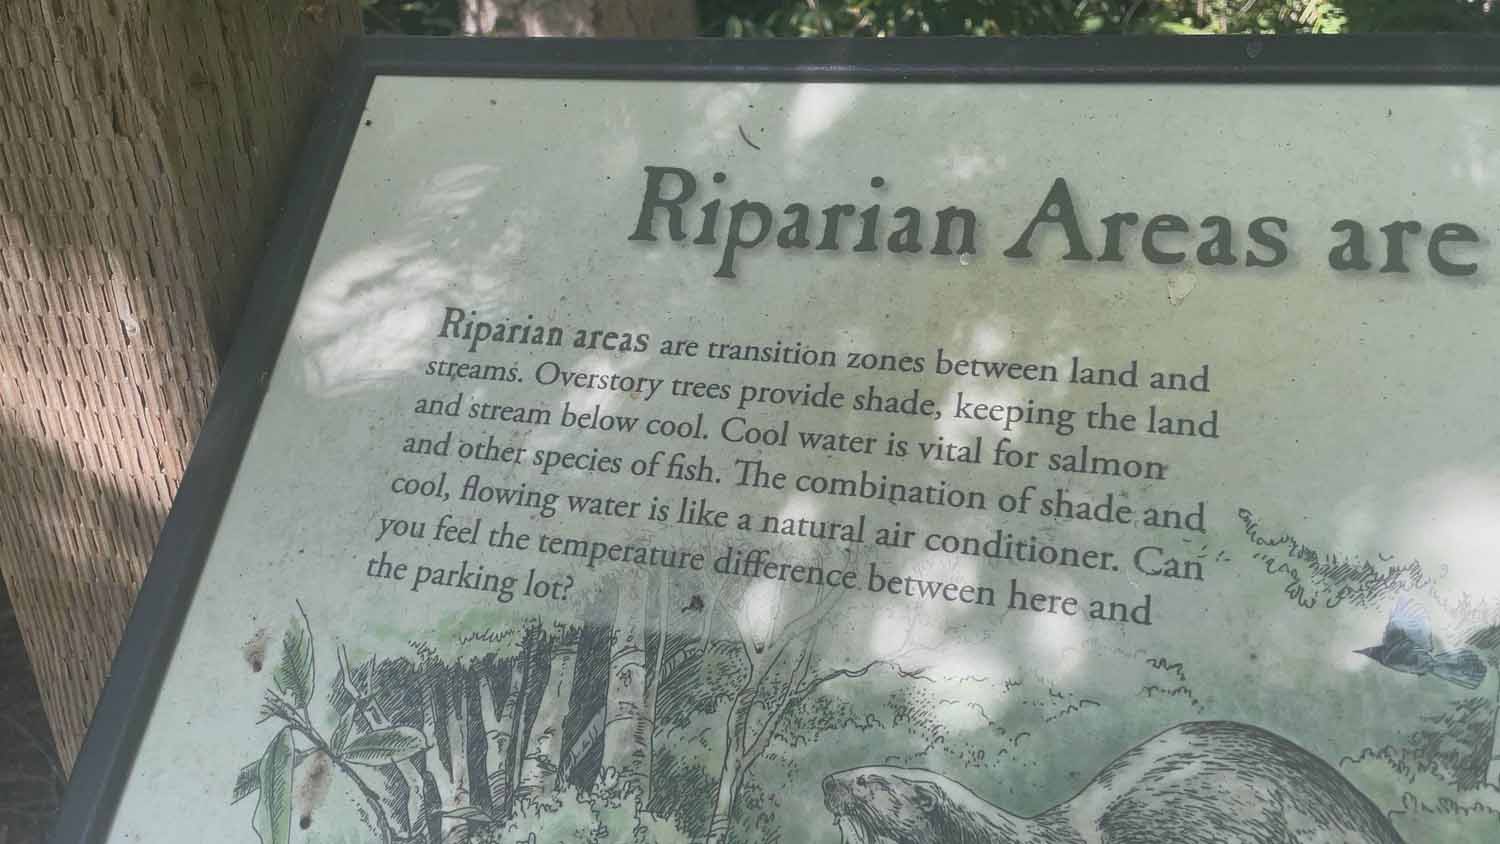 Riparian Areas are
Riparian areas are transition zones between land and
streams. Overstory trees provide shade, keeping the land
and stream below cool. Cool water is vital for salmon
and other species of fish. The combination of shade and
cool, flowing water is like a natural air conditioner. Can
you feel the temperature difference between here and
the parking lot?